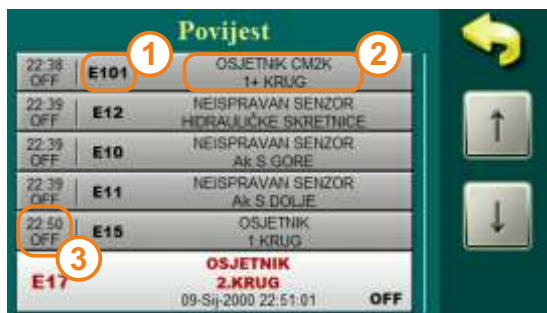 Povijest
1
2
22:38
OFF
E101
OSJETNIK CM2K
1+ KRUG
22:39
OFF
E12
NEISPRAVAN SENZOR
HIDRAULIČKE SKRETNICE
22:39
OFF
E10
NEISPRAVAN SENZOR
Ak S GORE
22:39
OFF
E11
NEISPRAVAN SENZOR
Ak S DOLJE
22:50
OFF
E15
OSJETNIK
1.KRUG
3
E17
OSJETNIK
2.KRUG
09-Sij-2000 22:51:01 OFF